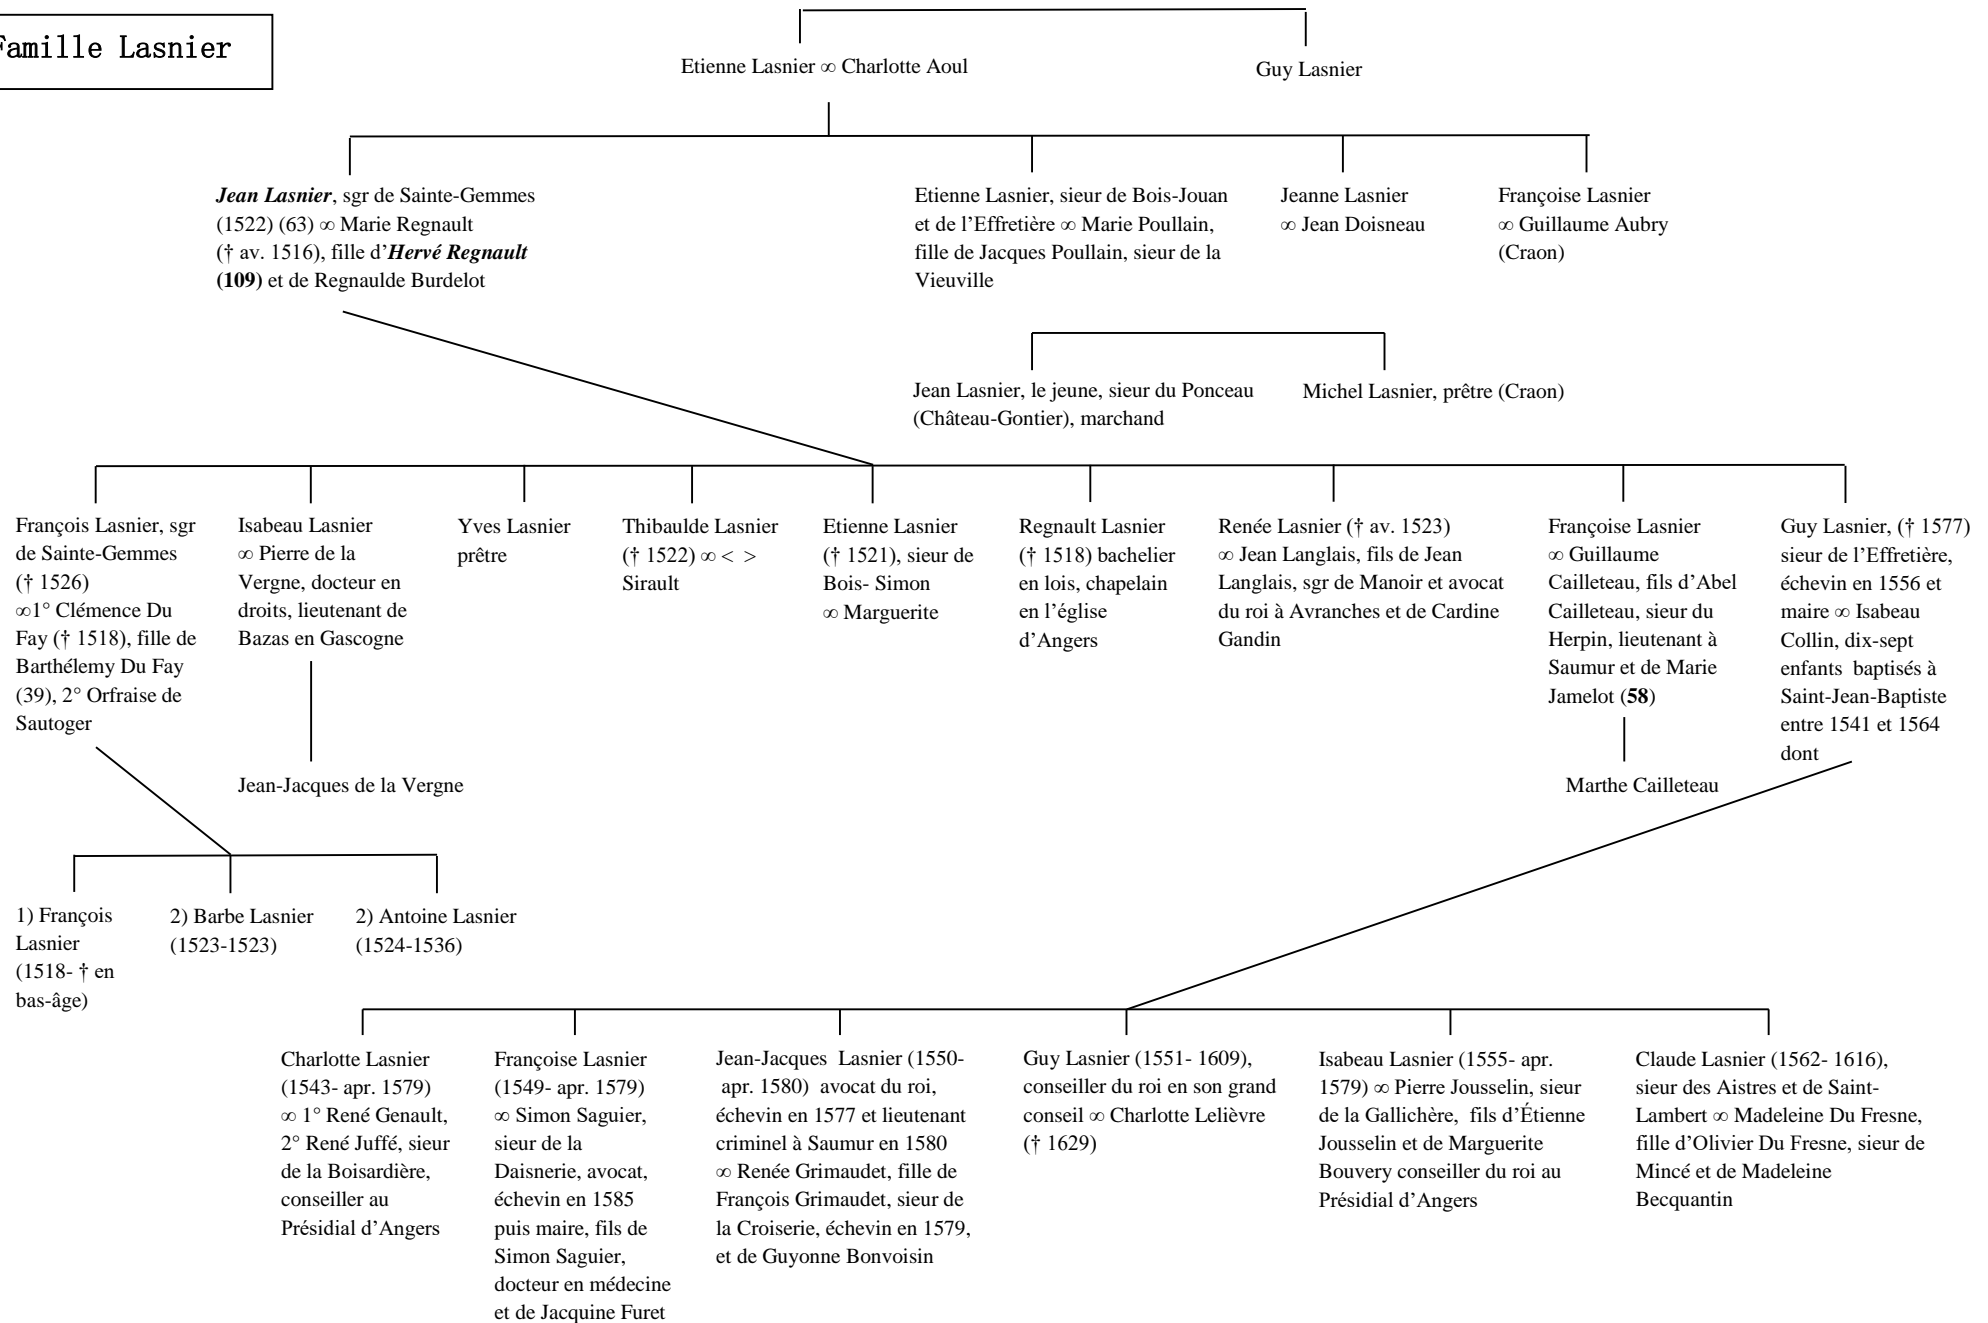 Famille Lasnier
Etienne Lasnier ∞ Charlotte Aoul
Guy Lasnier
Jean Lasnier, sgr de Sainte-Gemmes
(1522) (63) ∞ Marie Regnault
(† av. 1516), fille d’Hervé Regnault
(109) et de Regnaulde Burdelot
Etienne Lasnier, sieur de Bois-Jouan
et de l’Effretière ∞ Marie Poullain,
fille de Jacques Poullain, sieur de la
Vieuville
Jeanne Lasnier
∞ Jean Doisneau
Françoise Lasnier
∞ Guillaume Aubry
(Craon)
Jean Lasnier, le jeune, sieur du Ponceau
(Château-Gontier), marchand
Michel Lasnier, prêtre (Craon)
François Lasnier, sgr
de Sainte-Gemmes
(† 1526)
∞1° Clémence Du
Fay († 1518), fille de
Barthélemy Du Fay
(39), 2° Orfraise de
Sautoger
Isabeau Lasnier
∞ Pierre de la
Vergne, docteur en
droits, lieutenant de
Bazas en Gascogne
Yves Lasnier
prêtre
Thibaulde Lasnier
(† 1522) ∞ < >
Sirault
Etienne Lasnier
(† 1521), sieur de
Bois- Simon
∞ Marguerite
Regnault Lasnier
(† 1518) bachelier
en lois, chapelain
en l’église
d’Angers
Renée Lasnier († av. 1523)
∞ Jean Langlais, fils de Jean
Langlais, sgr de Manoir et avocat
du roi à Avranches et de Cardine
Gandin
Françoise Lasnier
∞ Guillaume
Cailleteau, fils d’Abel
Cailleteau, sieur du
Herpin, lieutenant à
Saumur et de Marie
Jamelot (58)
Guy Lasnier, († 1577)
sieur de l’Effretière,
échevin en 1556 et
maire ∞ Isabeau
Collin, dix-sept
enfants baptisés à
Saint-Jean-Baptiste
entre 1541 et 1564
dont
Jean-Jacques de la Vergne
Marthe Cailleteau
1) François
Lasnier
(1518- † en
bas-âge)
2) Barbe Lasnier
(1523-1523)
2) Antoine Lasnier
(1524-1536)
Charlotte Lasnier
(1543- apr. 1579)
∞ 1° René Genault,
2° René Juffé, sieur
de la Boisardière,
conseiller au
Présidial d’Angers
Françoise Lasnier
(1549- apr. 1579)
∞ Simon Saguier,
sieur de la
Daisnerie, avocat,
échevin en 1585
puis maire, fils de
Simon Saguier,
docteur en médecine
et de Jacquine Furet
Jean-Jacques Lasnier (1550-
apr. 1580) avocat du roi,
échevin en 1577 et lieutenant
criminel à Saumur en 1580
∞ Renée Grimaudet, fille de
François Grimaudet, sieur de
la Croiserie, échevin en 1579,
et de Guyonne Bonvoisin
Guy Lasnier (1551- 1609),
conseiller du roi en son grand
conseil ∞ Charlotte Lelièvre
(† 1629)
Isabeau Lasnier (1555- apr.
1579) ∞ Pierre Jousselin, sieur
de la Gallichère, fils d’Étienne
Jousselin et de Marguerite
Bouvery conseiller du roi au
Présidial d’Angers
Claude Lasnier (1562- 1616),
sieur des Aistres et de Saint-
Lambert ∞ Madeleine Du Fresne,
fille d’Olivier Du Fresne, sieur de
Mincé et de Madeleine
Becquantin